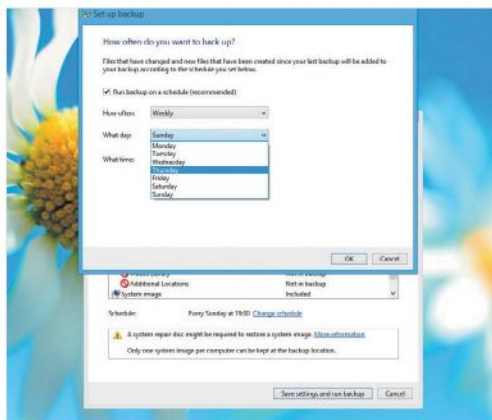 Set up backup
How often do you want to back up?
Files that have changed and new files that have been created since your last backup will be added to
your backup according to the schedule you set below.
Run backup on a schedule (recommended)
How often: Weekly
What day: Sunday
Monday
Tuesday
Wednesday
What time: Thursday
Friday
Saturday
Sunday
OK Cancel
Not in backup
Additional Locations Not in backup
System image Included
Schedule: Every Sunday at 19:00 Change schedule
A system repair disc might be required to restore a system image. More information
Only one system image per computer can be kept at the backup location.
Save settings and run backup Cancel